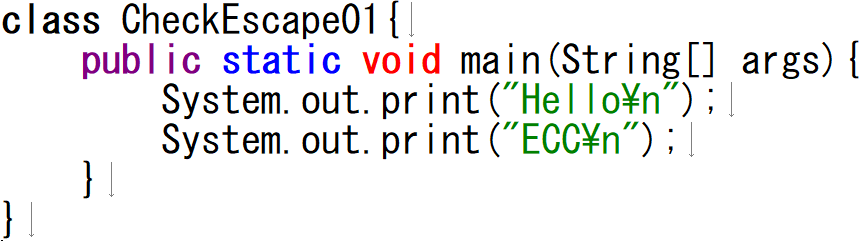 class CheckEscape01{
    public static void main(String[] args){
        System.out.print("Hello¥n");
        System.out.print("ECC¥n");
    }
}